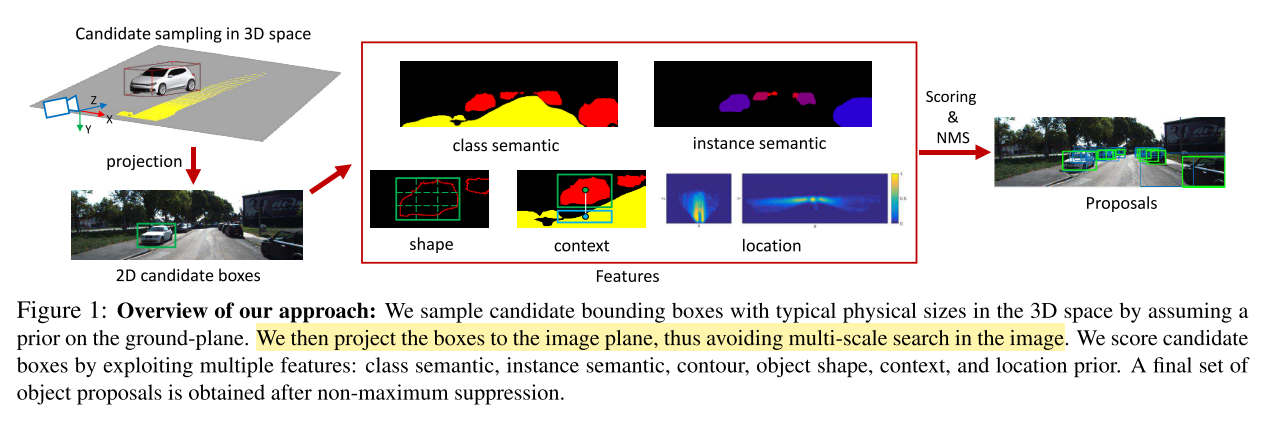 Candidate sampling in 3D space
Z
X
Y
projection
2D candidate boxes
class semantic
instance semantic
shape
context
location
Features
Scoring
&
NMS
Proposals
Figure 1: Overview of our approach: We sample candidate bounding boxes with typical physical sizes in the 3D space by assuming a
prior on the ground-plane. We then project the boxes to the image plane, thus avoiding multi-scale search in the image. We score candidate
boxes by exploiting multiple features: class semantic, instance semantic, contour, object shape, context, and location prior. A final set of
object proposals is obtained after non-maximum suppression.